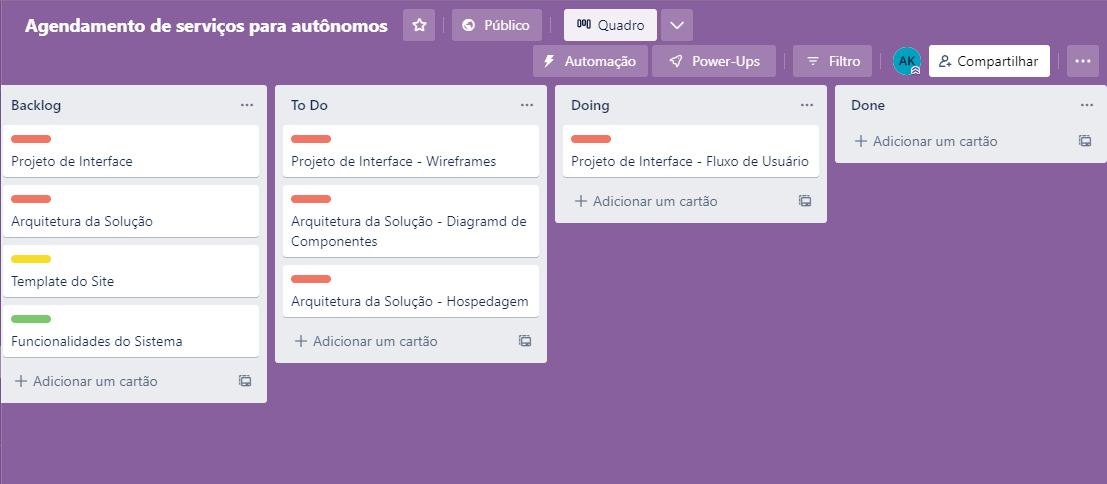 Agendamento de serviços para autônomos
Público
Quadro
Automação
Power-Ups
Filtro
AK
Compartilhar
Backlog
Projeto de Interface
Arquitetura da Solução
Template do Site
Funcionalidades do Sistema
+ Adicionar um cartão
To Do
Projeto de Interface - Wireframes
Arquitetura da Solução - Diagramd de
Componentes
Arquitetura da Solução - Hospedagem
+ Adicionar um cartão
Doing
Projeto de Interface - Fluxo de Usuário
+ Adicionar um cartão
Done
+ Adicionar um cartão